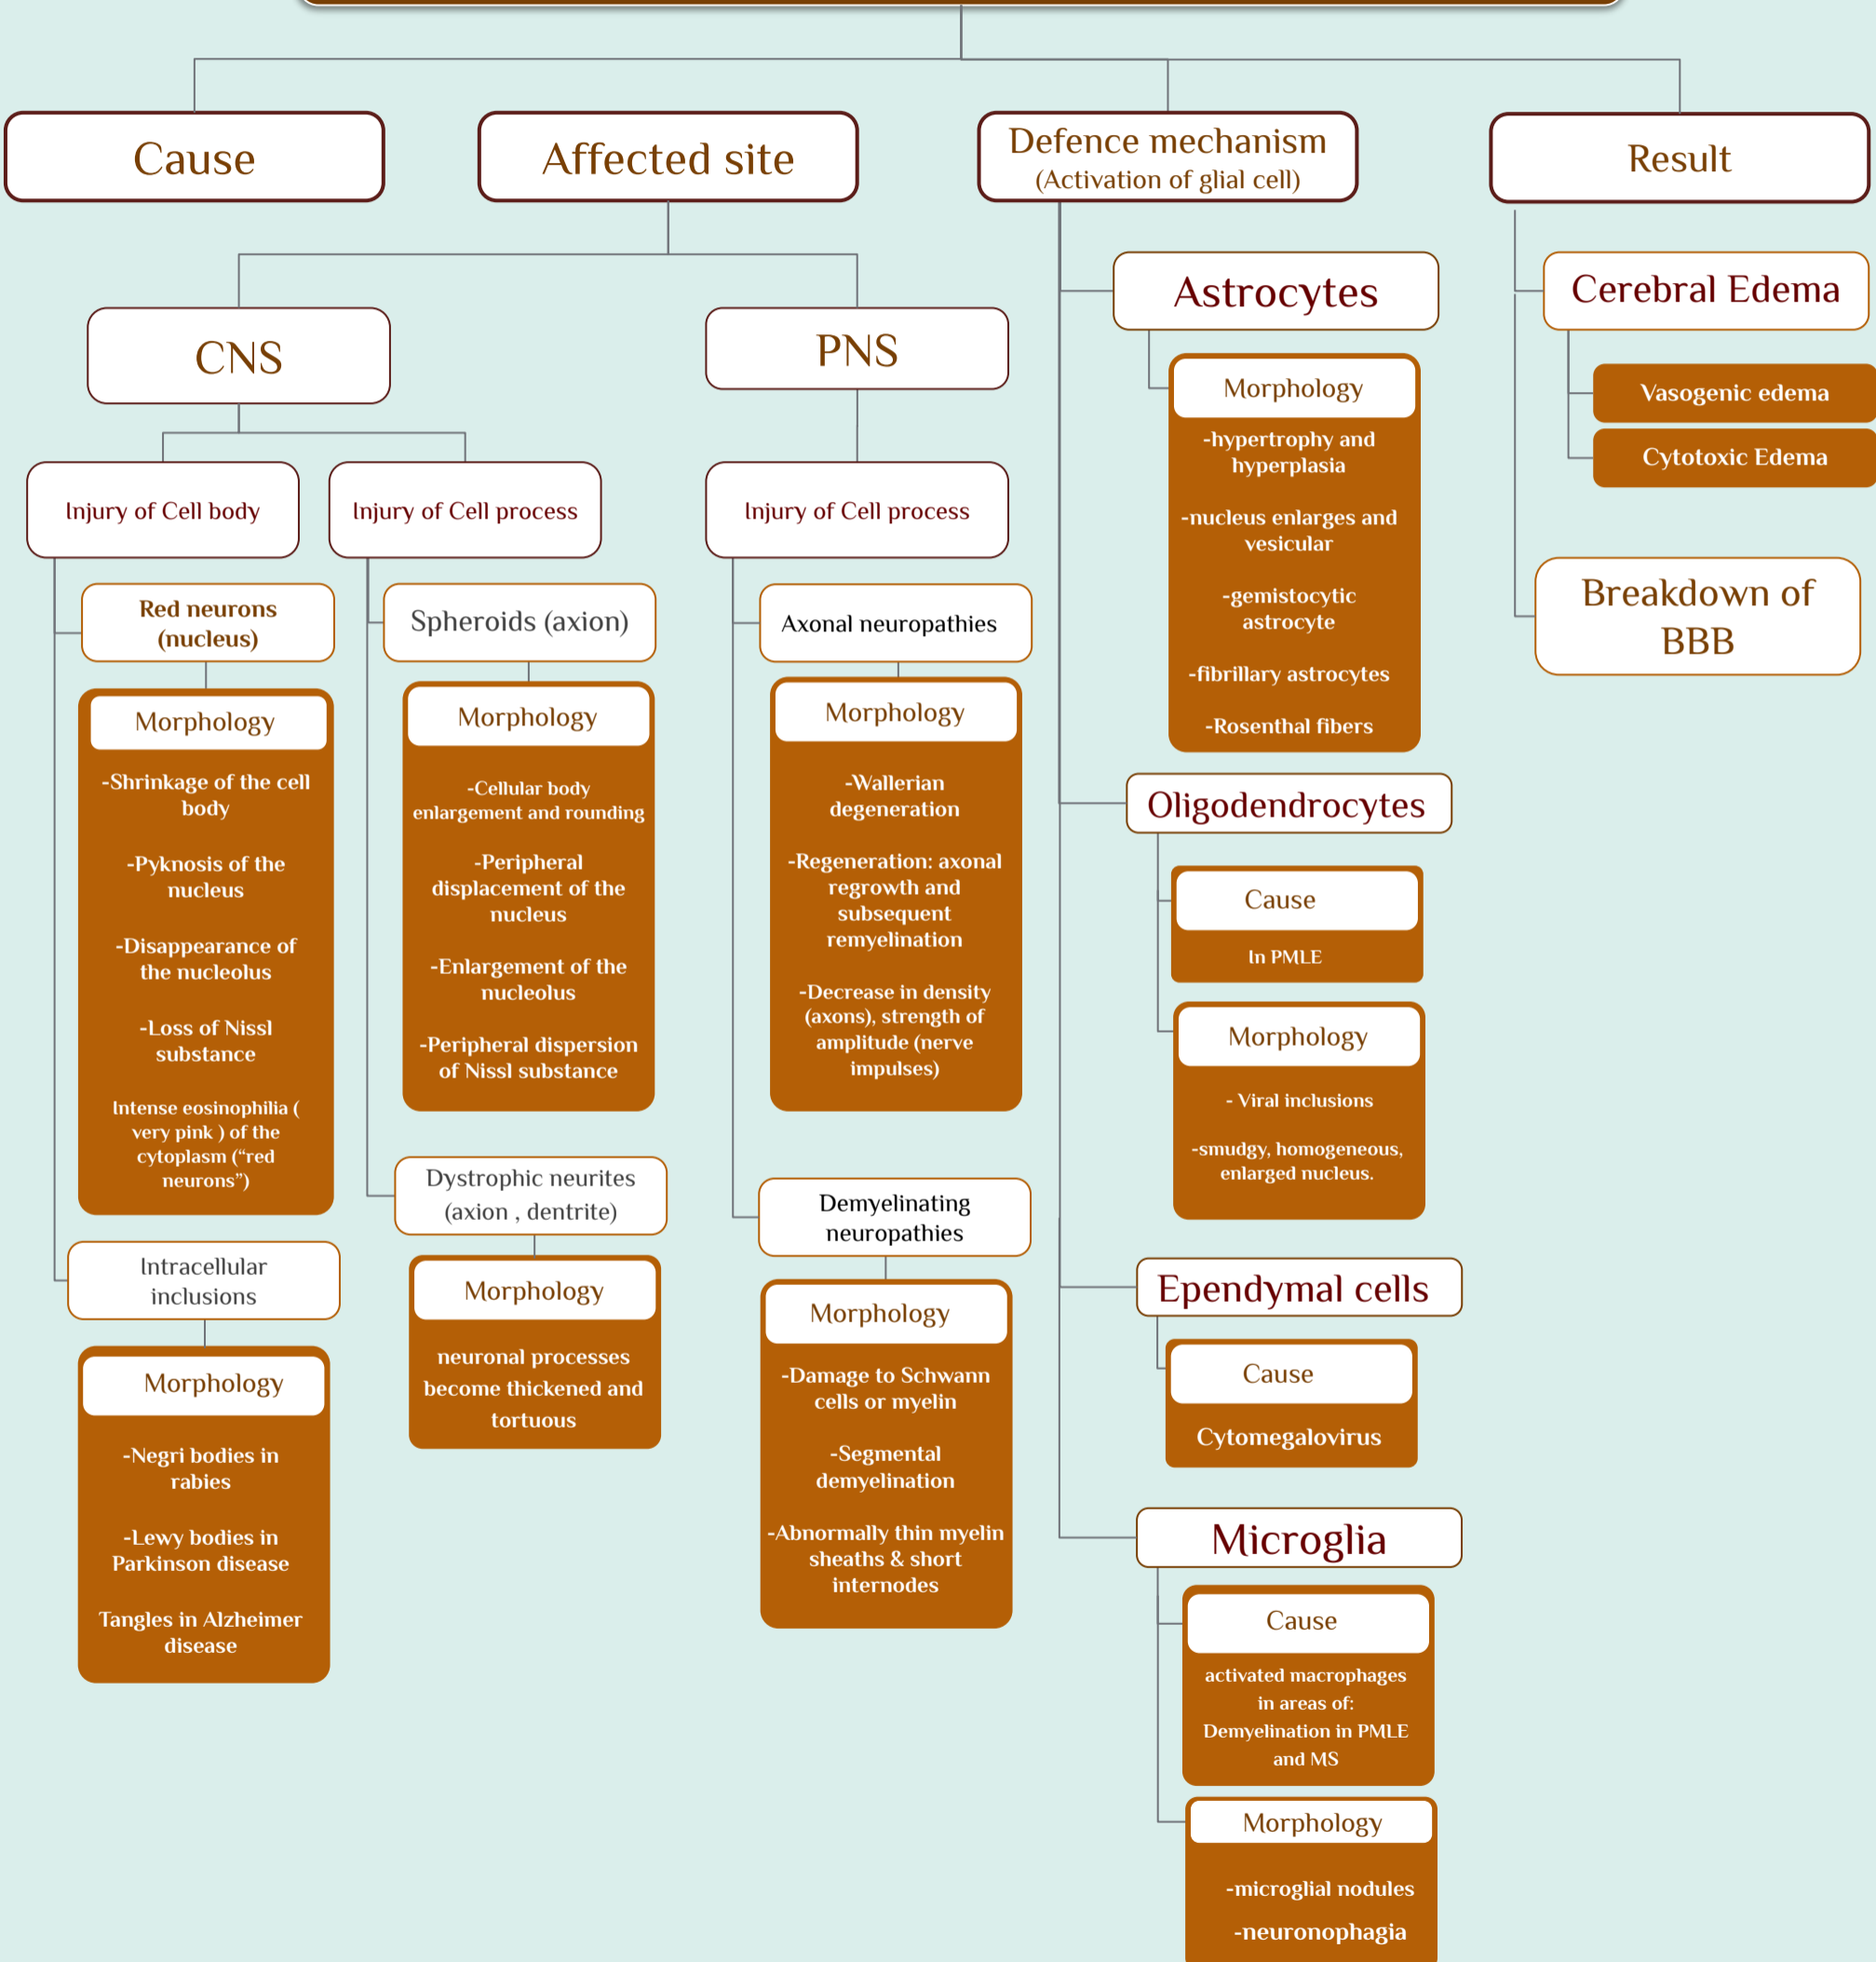 Cause
Affected site
Defence mechanism
(Activation of glial cell)
Result
CNS
Injury of Cell body
Red neurons
(nucleus)
Morphology
-Shrinkage of the cell
body
-Pyknosis of the
nucleus
-Disappearance of
the nucleolus
-Loss of Nissl
substance
Intense eosinophilia (
very pink ) of the
cytoplasm (“red
neurons”)
Intracellular
inclusions
Morphology
-Negri bodies in
rabies
-Lewy bodies in
Parkinson disease
Tangles in Alzheimer
disease
Injury of Cell process
Spheroids (axion)
Morphology
-Cellular body
enlargement and rounding
-Peripheral
displacement of the
nucleus
-Enlargement of the
nucleolus
-Peripheral dispersion
of Nissl substance
Dystrophic neurites
(axion , dentrite)
Morphology
neuronal processes
become thickened and
tortuous
PNS
Injury of Cell process
Axonal neuropathies
Morphology
-Wallerian
degeneration
-Regeneration: axonal
regrowth and
subsequent
remyelination
-Decrease in density
(axons), strength of
amplitude (nerve
impulses)
Demyelinating
neuropathies
Morphology
-Damage to Schwann
cells or myelin
-Segmental
demyelination
-Abnormally thin myelin
sheaths & short
internodes
Astrocytes
Morphology
-hypertrophy and
hyperplasia
-nucleus enlarges and
vesicular
-gemistocytic
astrocyte
-fibrillary astrocytes
-Rosenthal fibers
Oligodendrocytes
Cause
In PMLE
Morphology
- Viral inclusions
-smudgy, homogeneous,
enlarged nucleus.
Ependymal cells
Cause
Cytomegalovirus
Microglia
Cause
activated macrophages
in areas of:
Demyelination in PMLE
and MS
Morphology
-microglial nodules
-neuronophagia
Cerebral Edema
Vasogenic edema
Cytotoxic Edema
Breakdown of
BBB